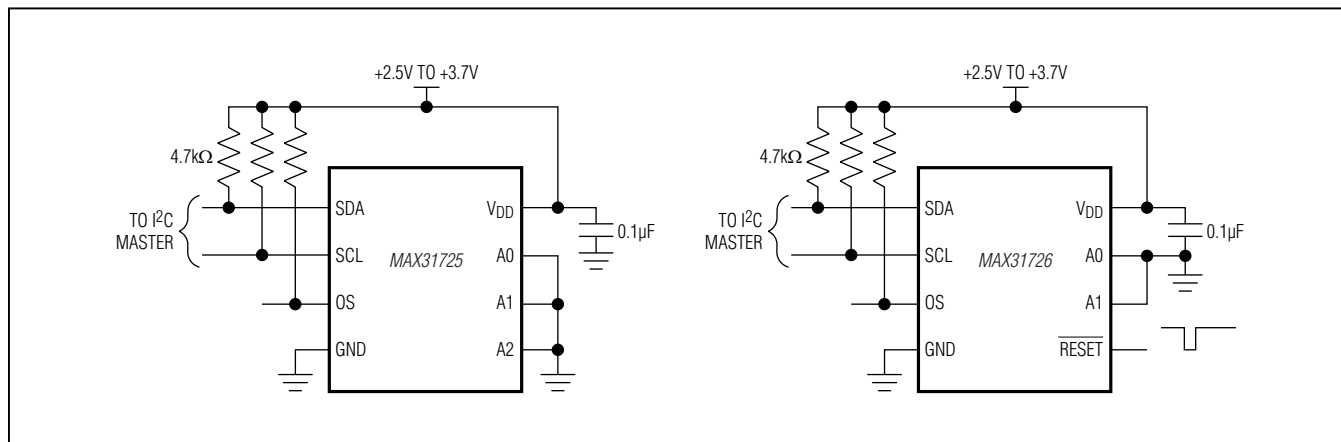 +2.5V TO +3.7V
4.7kΩ
TO I²C
MASTER
SDA
SCL
OS
GND
MAX31725
VDD
A0
A1
A2
0.1µF
+2.5V TO +3.7V
4.7kΩ
TO I²C
MASTER
SDA
SCL
OS
GND
MAX31726
VDD
A0
A1
RESET
0.1µF